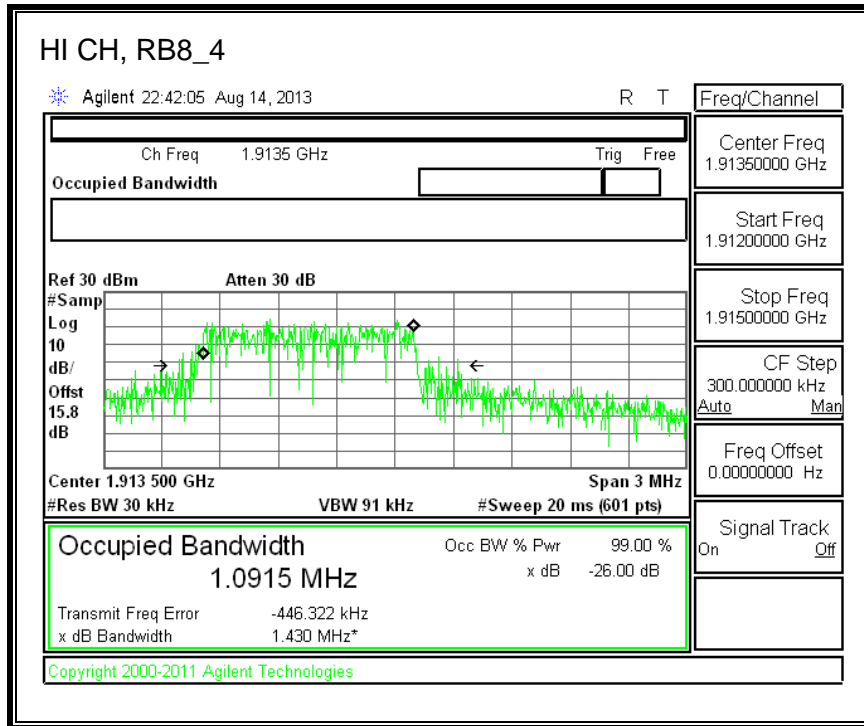 HI CH, RB8_4
Agilent 22:42:05 Aug 14, 2013 R T
Ch Freq 1.9135 GHz Trig Free
Occupied Bandwidth
Ref 30 dBm Atten 30 dB
#Samp
Log
10
dB/
Offst
15.8
dB
Center 1.913 500 GHz Span 3 MHz
#Res BW 30 kHz VBW 91 kHz #Sweep 20 ms (601 pts)
Occupied Bandwidth Occ BW % Pwr 99.00 %
1.0915 MHz x dB -26.00 dB
Transmit Freq Error -446.322 kHz
x dB Bandwidth 1.430 MHz*
Copyright 2000-2011 Agilent Technologies
Freq/Channel
Center Freq
1.91350000 GHz
Start Freq
1.91200000 GHz
Stop Freq
1.91500000 GHz
CF Step
300.000000 kHz
Auto Man
Freq Offset
0.00000000 Hz
Signal Track
On Off